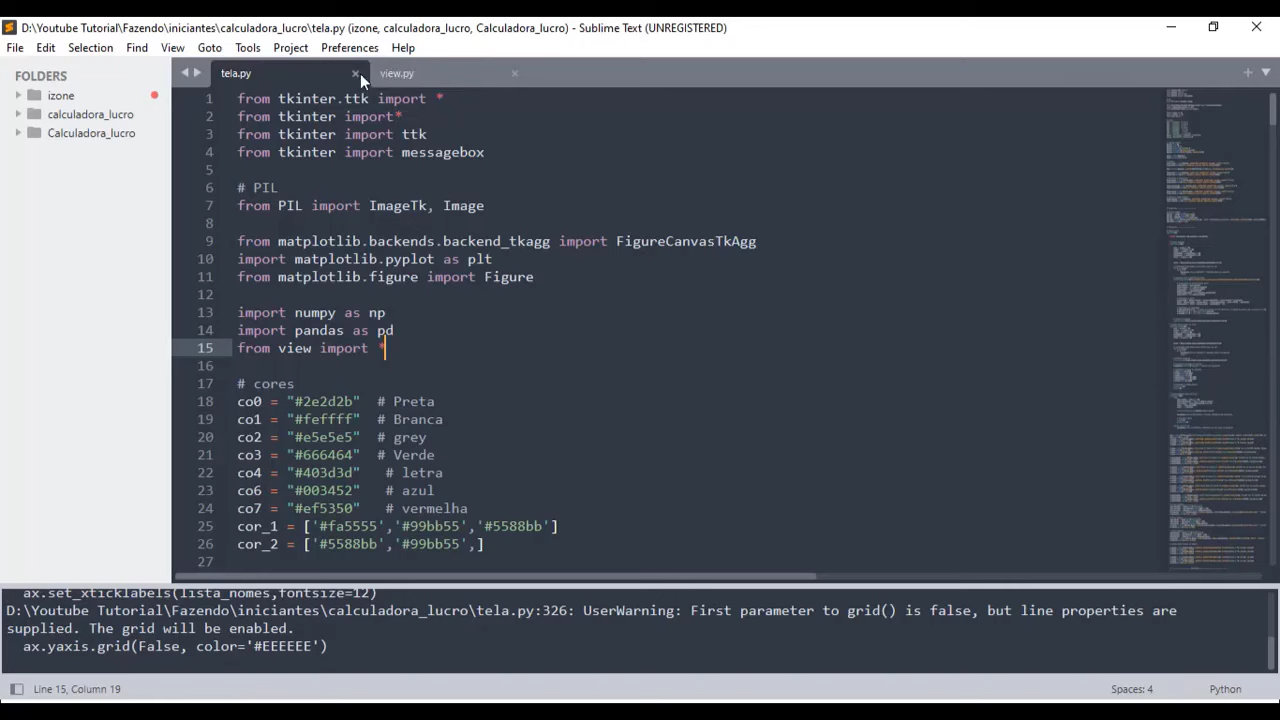 D:\Youtube Tutorial\Fazendo\iniciantes\calculadora_lucro\tela.py (izone, calculadora_lucro, Calculadora_lucro) - Sublime Text (UNREGISTERED)
File Edit Selection Find View Goto Tools Project Preferences Help
FOLDERS
izone
calculadora_lucro
Calculadora_lucro
tela.py view.py
1 from tkinter.ttk import *
2 from tkinter import*
3 from tkinter import ttk
4 from tkinter import messagebox
5
6 # PIL
7 from PIL import ImageTk, Image
8
9 from matplotlib.backends.backend_tkagg import FigureCanvasTkAgg
10 import matplotlib.pyplot as plt
11 from matplotlib.figure import Figure
12
13 import numpy as np
14 import pandas as pd
15 from view import *
16
17 # cores
18 co0 = "#2e2d2b"  # Preta
19 co1 = "#feffff"  # Branca
20 co2 = "#e5e5e5"  # grey
21 co3 = "#666464"  # Verde
22 co4 = "#403d3d"   # letra
23 co6 = "#003452"   # azul
24 co7 = "#ef5350"   # vermelha
25 cor_1 = ['#fa5555','#99bb55','#5588bb']
26 cor_2 = ['#5588bb','#99bb55',]
27
ax.set_xticklabels(lista_nomes,fontsize=12)
D:\Youtube Tutorial\Fazendo\iniciantes\calculadora_lucro\tela.py:326: UserWarning: First parameter to grid() is false, but line properties are
supplied. The grid will be enabled.
ax.yaxis.grid(False, color='#EEEEEE')
Line 15, Column 19 Spaces: 4 Python